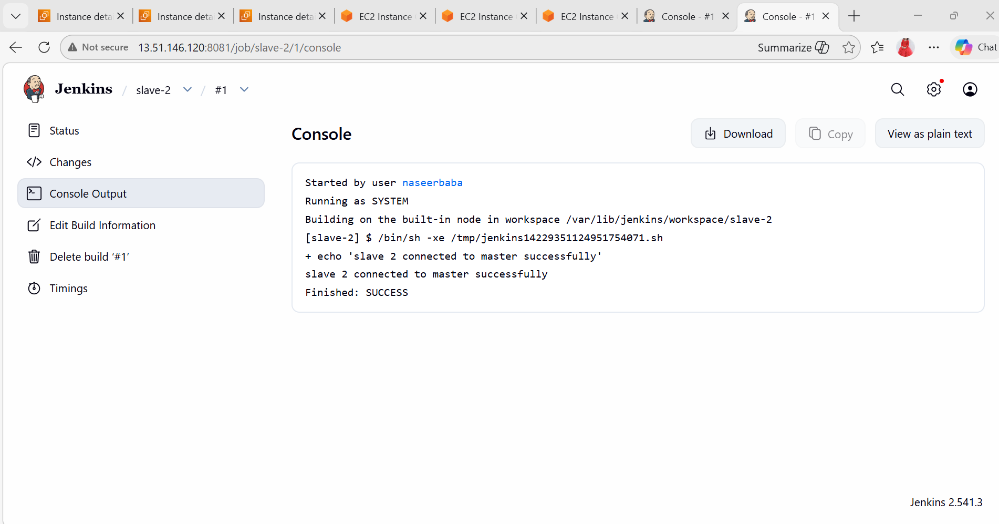 Instance deta
Instance deta
Instance deta
EC2 Instance
EC2 Instance
EC2 Instance
Console - #1
Console - #1
Not secure
13.51.146.120:8081/job/slave-2/1/console
Summarize
Chat
Jenkins / slave-2 / #1
Status
Changes
Console Output
Edit Build Information
Delete build ‘#1’
Timings
Console
Download
Copy
View as plain text
Started by user naseerbaba
Running as SYSTEM
Building on the built-in node in workspace /var/lib/jenkins/workspace/slave-2
[slave-2] $ /bin/sh -xe /tmp/jenkins14229351124951754071.sh
+ echo 'slave 2 connected to master successfully'
slave 2 connected to master successfully
Finished: SUCCESS
Jenkins 2.541.3